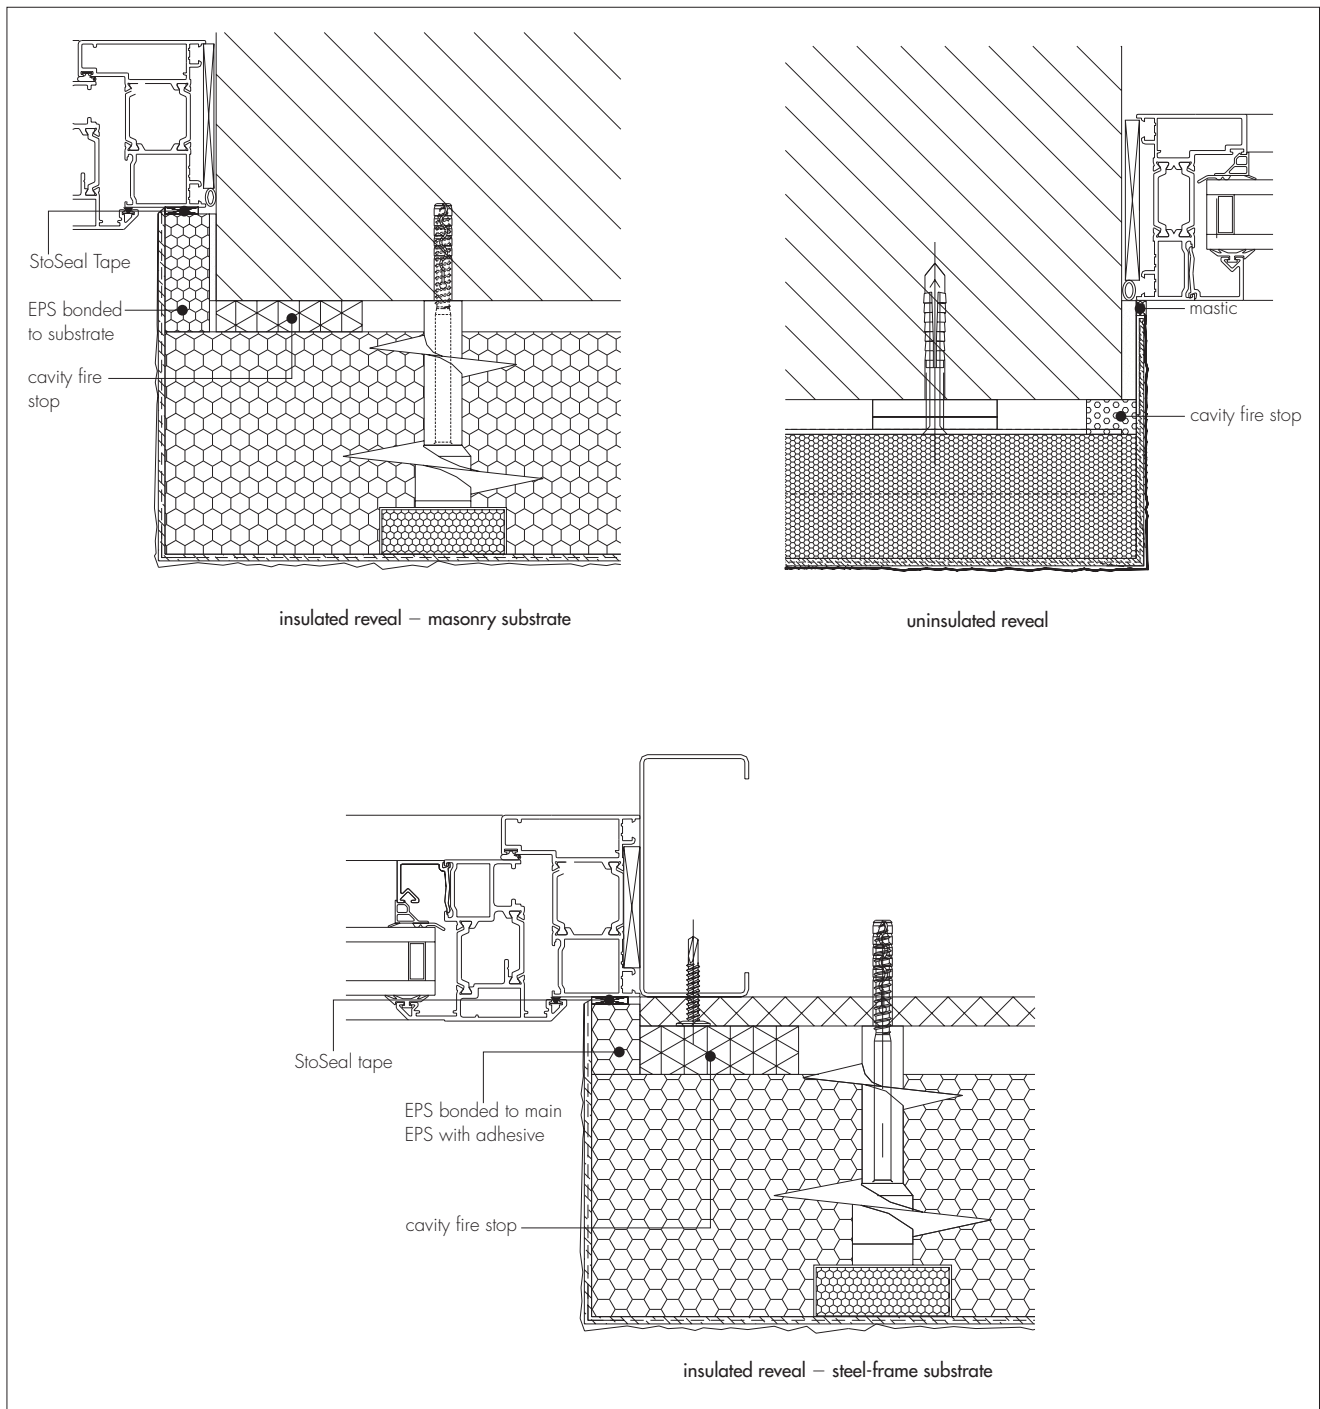 StoSeal Tape
EPS bonded
to substrate
cavity fire
stop
insulated reveal – masonry substrate
mastic
cavity fire stop
uninsulated reveal
StoSeal tape
EPS bonded to main
EPS with adhesive
cavity fire stop
insulated reveal – steel-frame substrate